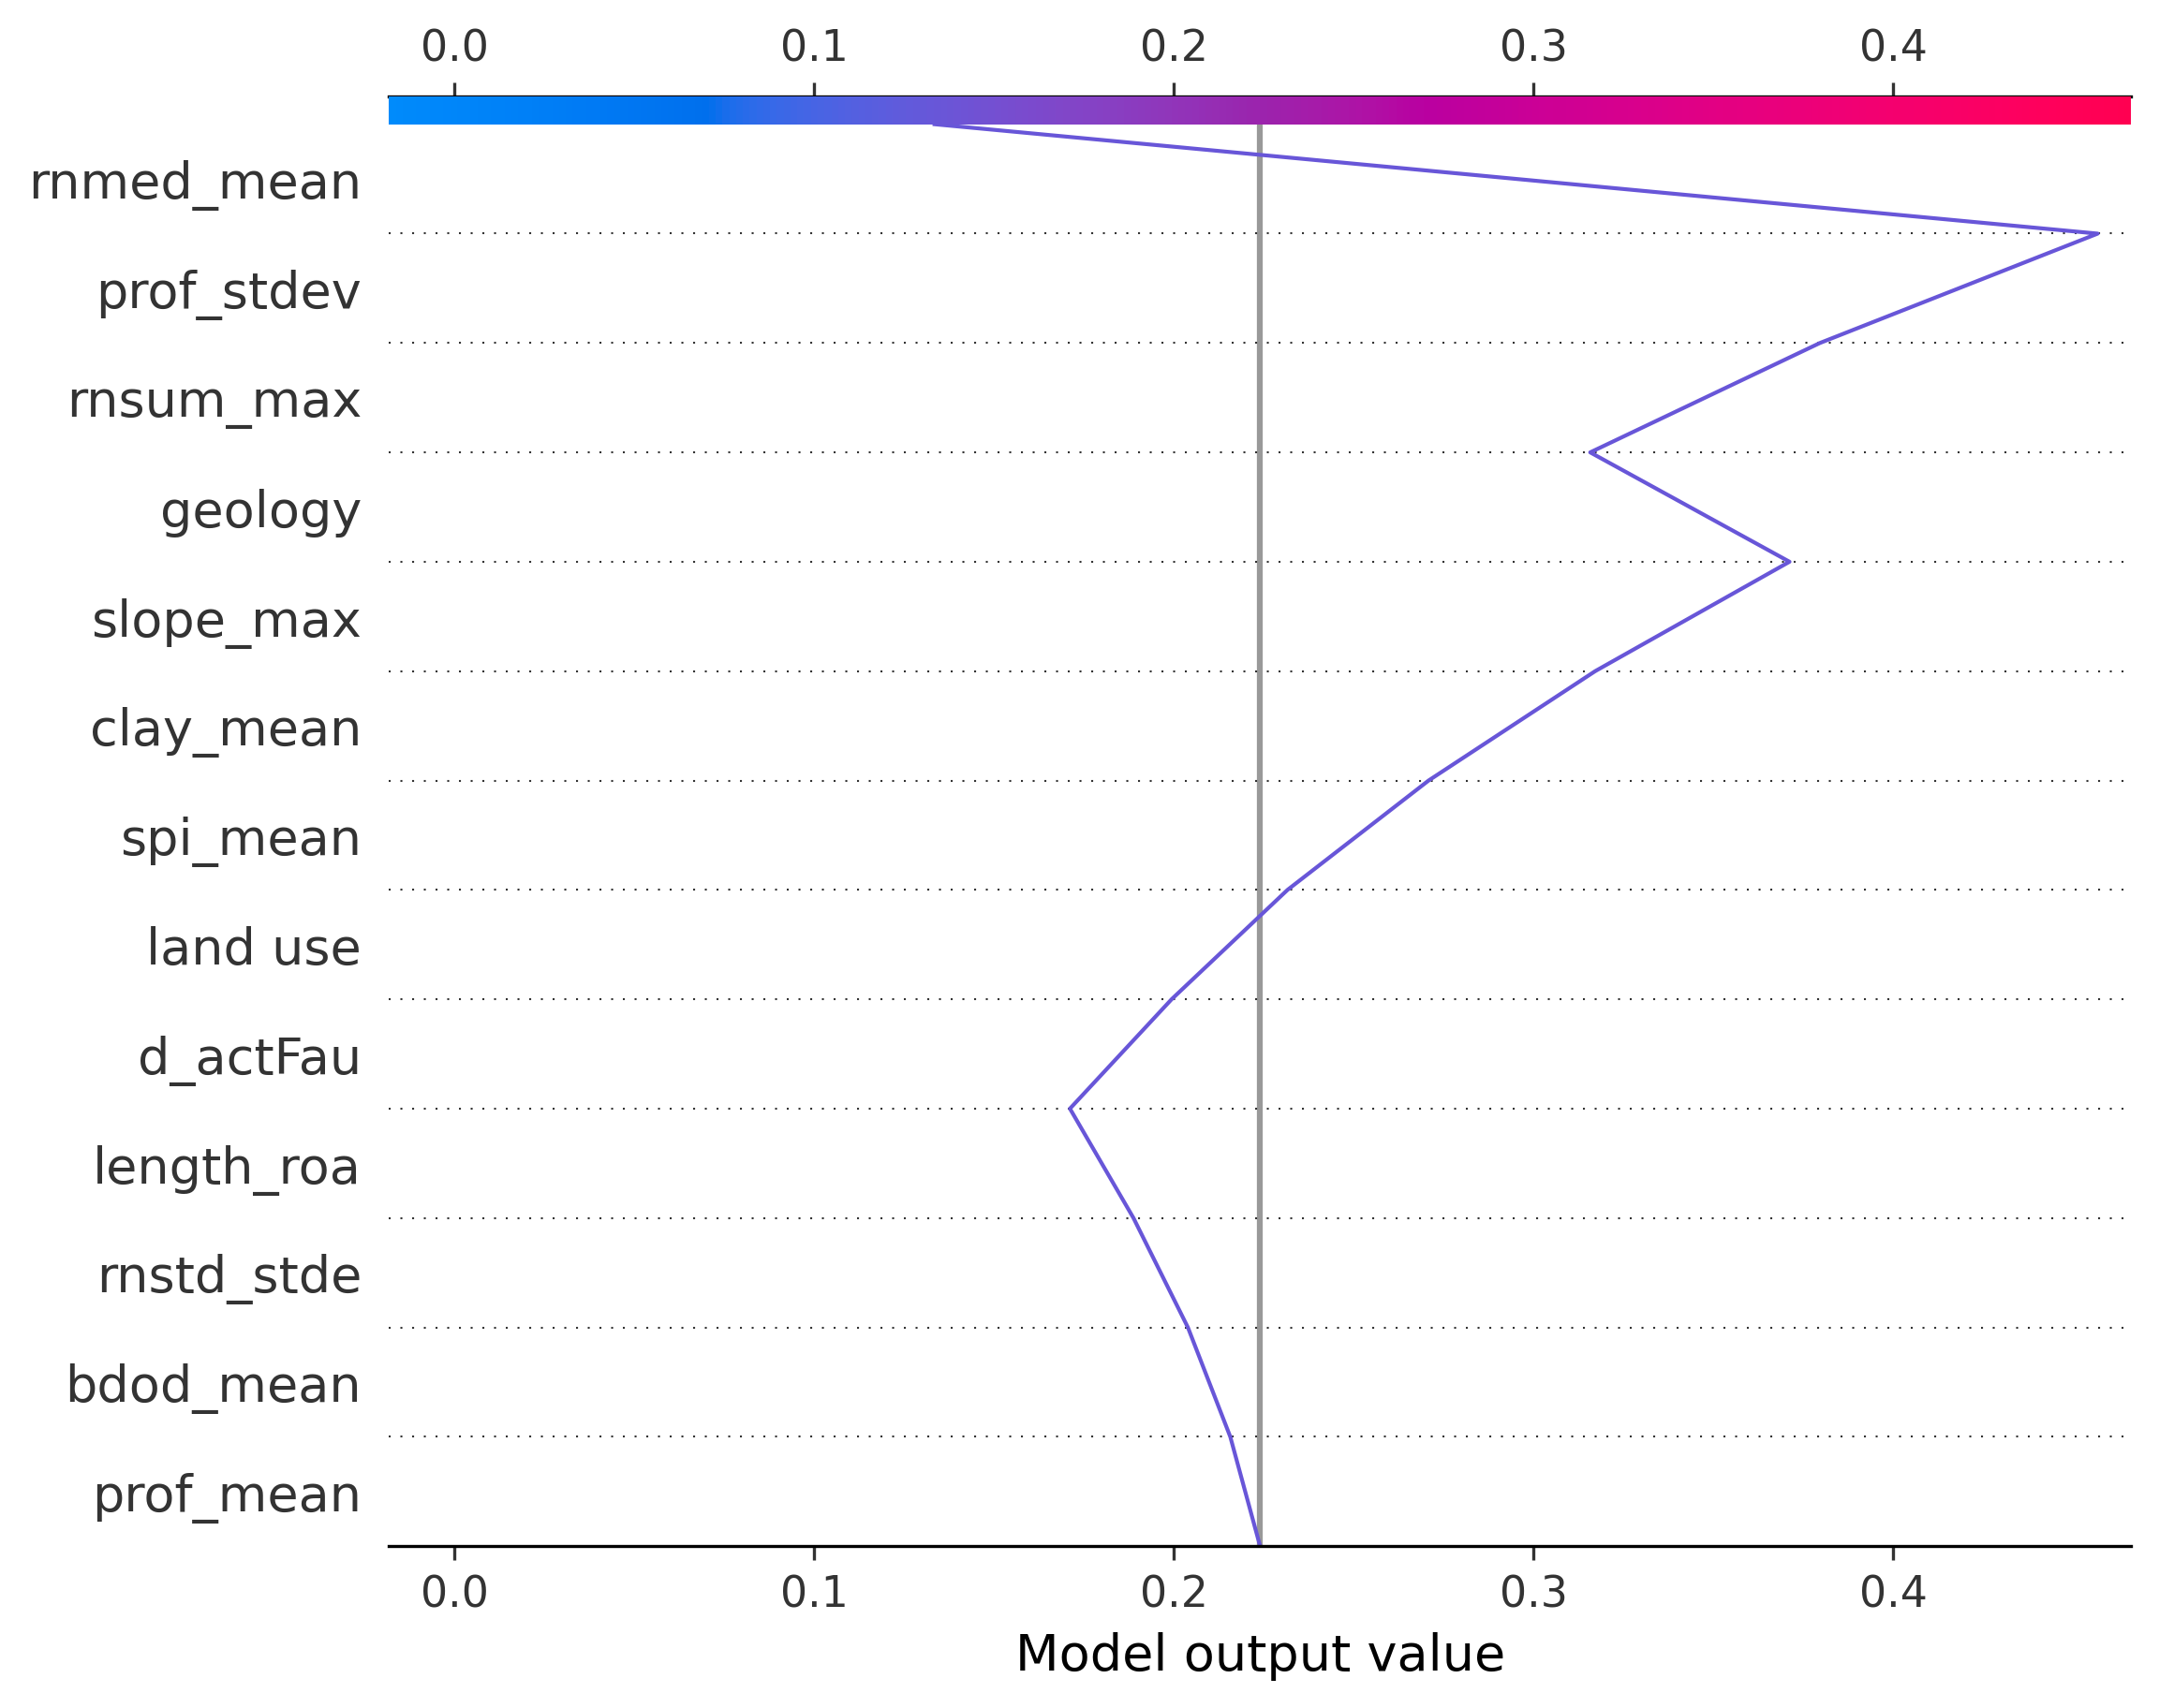 0.0 0.1 0.2 0.3 0.4
rnmed_mean
prof_stdev
rnsum_max
geology
slope_max
clay_mean
spi_mean
land use
d_actFau
length_roa
rnstd_stde
bdod_mean
prof_mean
0.0 0.1 0.2 0.3 0.4
Model output value